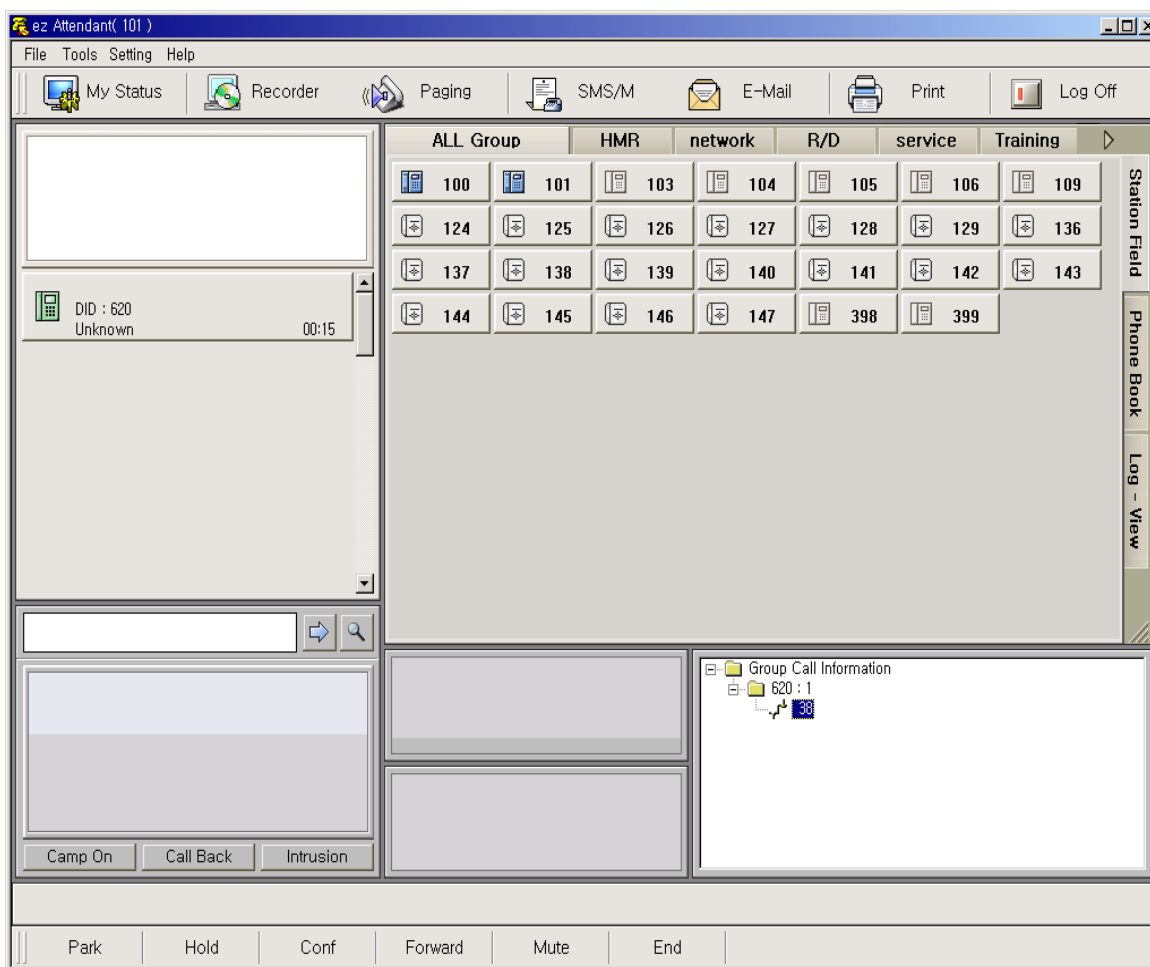 ez Attendant( 101 )
File Tools Setting Help
My Status Recorder Paging SMS/M E-Mail Print Log Off
ALL Group HMR network R/D service Training
100 101 103 104 105 106 109
124 125 126 127 128 129 136
137 138 139 140 141 142 143
144 145 146 147 398 399
Station Field
Phone Book
Log - View
DID : 620
Unknown 00:15
Group Call Information
620 : 1
38
Camp On Call Back Intrusion
Park Hold Conf Forward Mute End